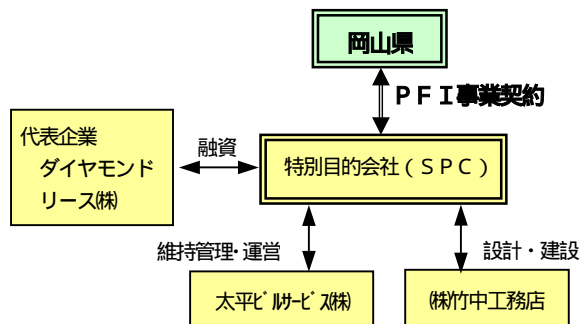 岡山県
ＰＦＩ事業契約
代表企業
ダイヤモンド
リース㈱
融資
特別目的会社(ＳＰＣ)
維持管理・運営
設計・建設
太平ﾋﾞﾙｻｰﾋﾞｽ㈱
㈱竹中工務店